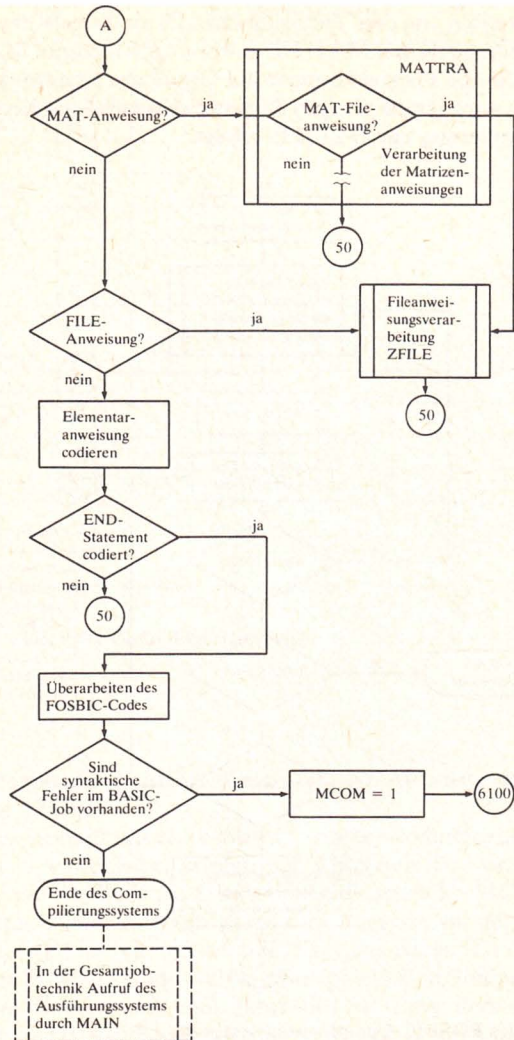 A
MATTRA
MAT-Anweisung?
ja
MAT-File-
anweisung?
ja
nein
nein
Verarbeitung
der Matrizen-
anweisungen
50
FILE-
Anweisung?
ja
Fileanwei-
sungsverar-
beitung
ZFILE
nein
50
Elementar-
anweisung
codieren
END-
Statement
codiert?
ja
nein
50
Überarbeiten des
FOSBIC-Codes
Sind
syntaktische
Fehler im BASIC-
Job vorhanden?
ja
MCOM = 1
6100
nein
Ende des Com-
pilierungssystems
In der Gesamtjob-
technik Aufruf des
Ausführungssystems
durch MAIN